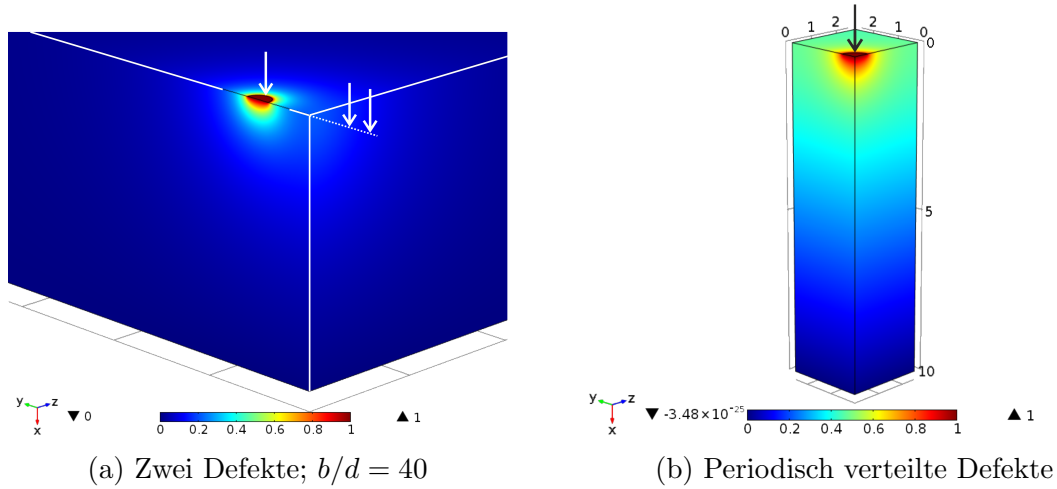 0 1 2 2 1 0
0
5
10
y z
x
▼ 0
0 0.2 0.4 0.6 0.8 1
▲ 1
y z
x
▼ -3.48×10⁻²⁵
0 0.2 0.4 0.6 0.8 1
▲ 1
(a) Zwei Defekte; b/d = 40
(b) Periodisch verteilte Defekte